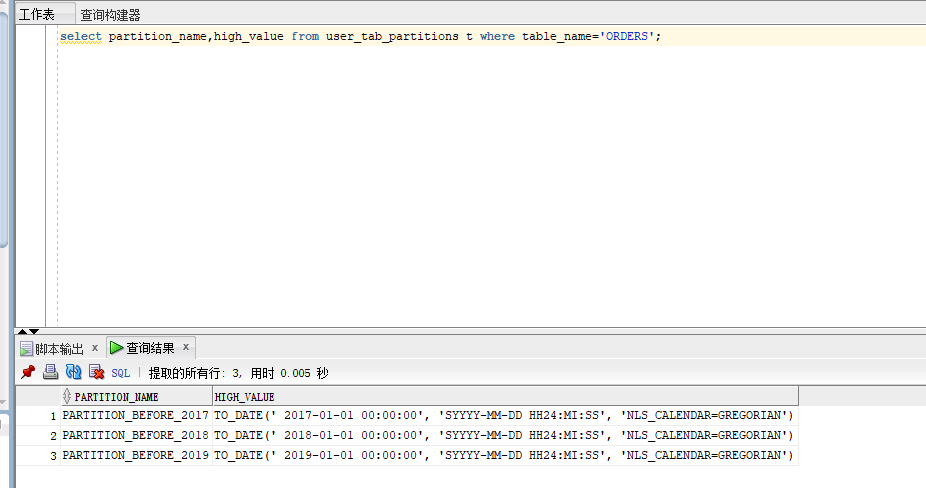 工作表 查询构建器
select partition_name,high_value from user_tab_partitions t where table_name='ORDERS';
脚本输出 x 查询结果 x
SQL | 提取的所有行: 3, 用时 0.005 秒
PARTITION_NAME HIGH_VALUE
1 PARTITION_BEFORE_2017 TO_DATE(' 2017-01-01 00:00:00', 'SYYYY-MM-DD HH24:MI:SS', 'NLS_CALENDAR=GREGORIAN')
2 PARTITION_BEFORE_2018 TO_DATE(' 2018-01-01 00:00:00', 'SYYYY-MM-DD HH24:MI:SS', 'NLS_CALENDAR=GREGORIAN')
3 PARTITION_BEFORE_2019 TO_DATE(' 2019-01-01 00:00:00', 'SYYYY-MM-DD HH24:MI:SS', 'NLS_CALENDAR=GREGORIAN')